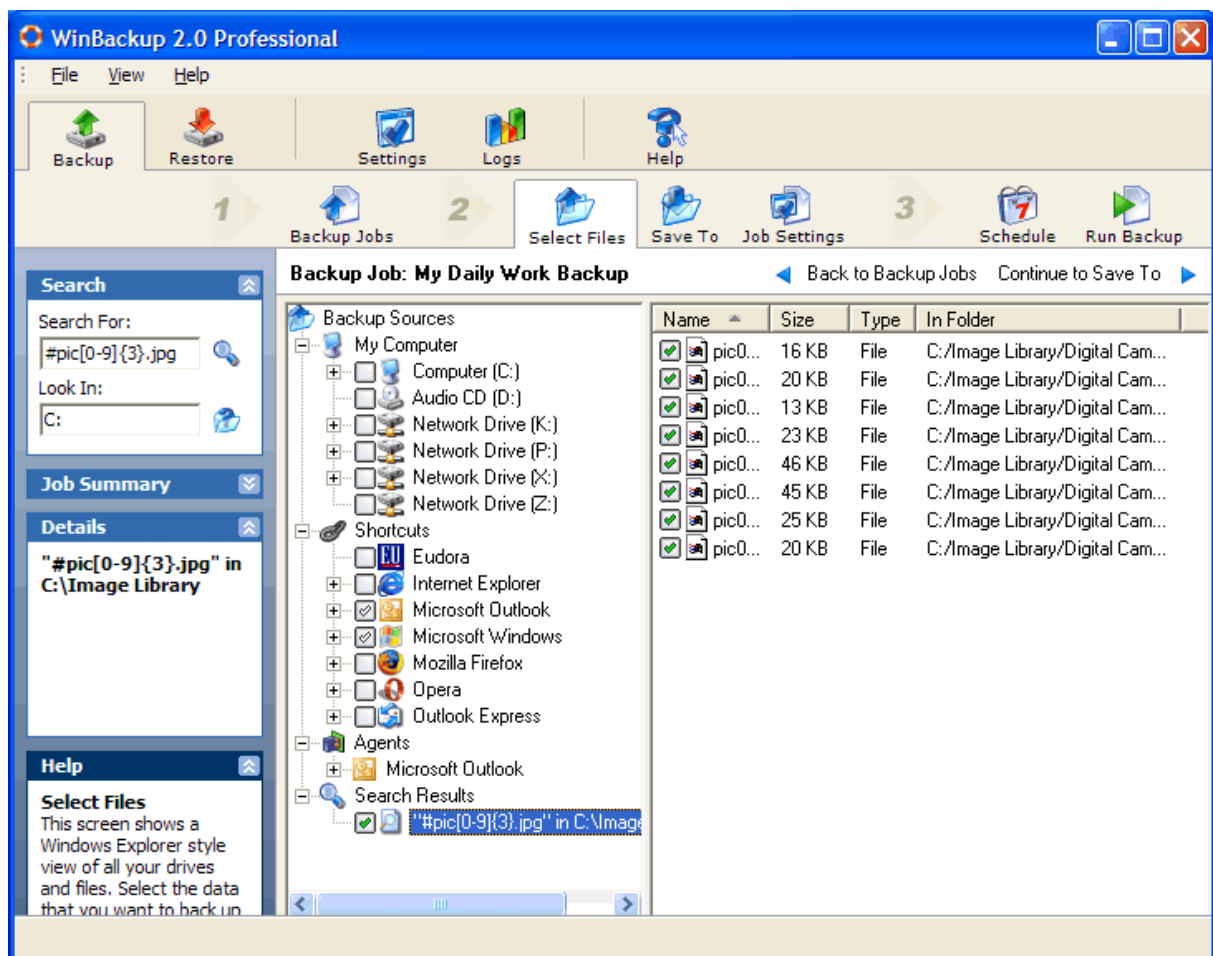 WinBackup 2.0 Professional
File View Help
Backup Restore Settings Logs Help
1 Backup Jobs 2 Select Files Save To Job Settings 3 Schedule Run Backup
Search
Search For:
#pic[0-9]{3}.jpg
Look In:
C:
Job Summary
Details
"#pic[0-9]{3}.jpg" in
C:\Image Library
Help
Select Files
This screen shows a
Windows Explorer style
view of all your drives
and files. Select the data
that you want to back up
Backup Job: My Daily Work Backup Back to Backup Jobs Continue to Save To
Backup Sources
My Computer
Computer (C:)
Audio CD (D:)
Network Drive (K:)
Network Drive (P:)
Network Drive (X:)
Network Drive (Z:)
Shortcuts
EU Eudora
Internet Explorer
Microsoft Outlook
Microsoft Windows
Mozilla Firefox
Opera
Outlook Express
Agents
Microsoft Outlook
Search Results
"#pic[0-9]{3}.jpg" in C:\Image
Name Size Type In Folder
pic0... 16 KB File C:/Image Library/Digital Cam...
pic0... 20 KB File C:/Image Library/Digital Cam...
pic0... 13 KB File C:/Image Library/Digital Cam...
pic0... 23 KB File C:/Image Library/Digital Cam...
pic0... 46 KB File C:/Image Library/Digital Cam...
pic0... 45 KB File C:/Image Library/Digital Cam...
pic0... 25 KB File C:/Image Library/Digital Cam...
pic0... 20 KB File C:/Image Library/Digital Cam...